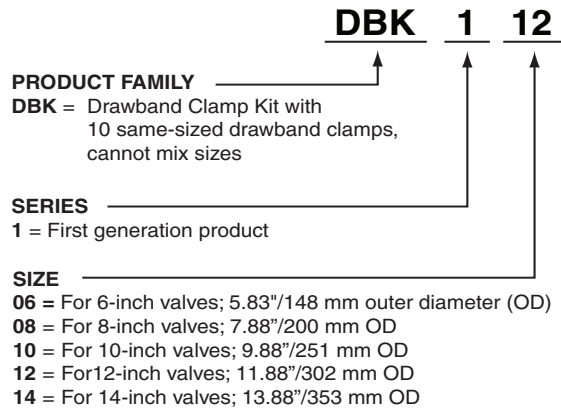 DBK 1 12
PRODUCT FAMILY
DBK = Drawband Clamp Kit with
10 same-sized drawband clamps,
cannot mix sizes
SERIES
1 = First generation product
SIZE
06 = For 6-inch valves; 5.83"/148 mm outer diameter (OD)
08 = For 8-inch valves; 7.88”/200 mm OD
10 = For 10-inch valves; 9.88”/251 mm OD
12 = For12-inch valves; 11.88”/302 mm OD
14 = For 14-inch valves; 13.88”/353 mm OD